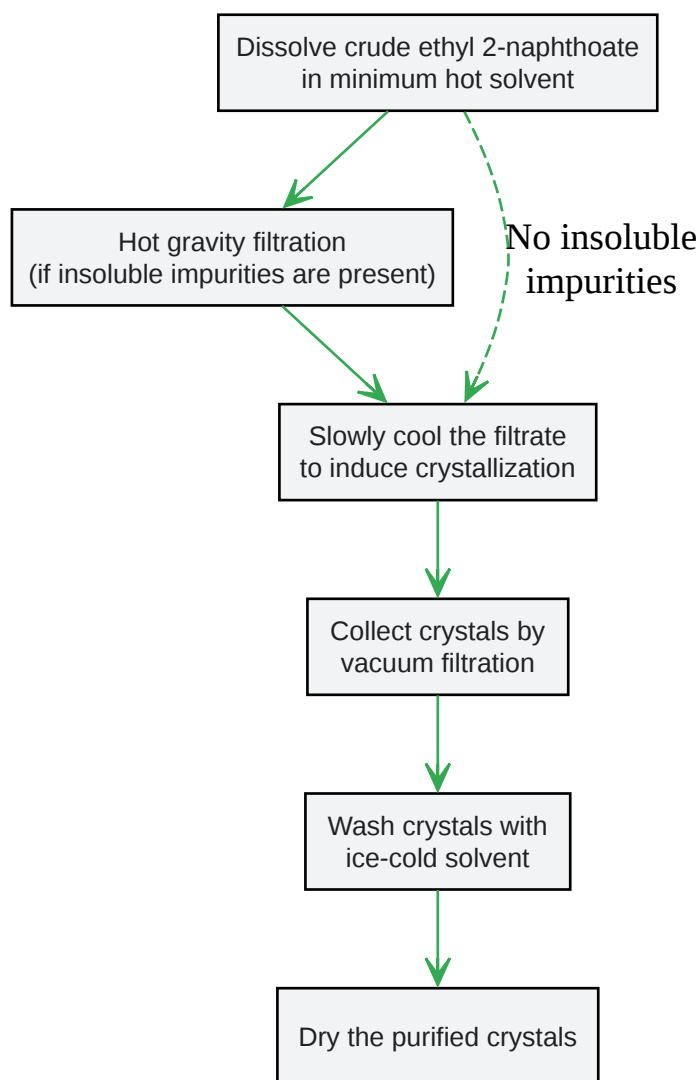 Dissolve crude ethyl 2-naphthoate
in minimum hot solvent
Hot gravity filtration
(if insoluble impurities are present)
No insoluble
impurities
Slowly cool the filtrate
to induce crystallization
Collect crystals by
vacuum filtration
Wash crystals with
ice-cold solvent
Dry the purified crystals